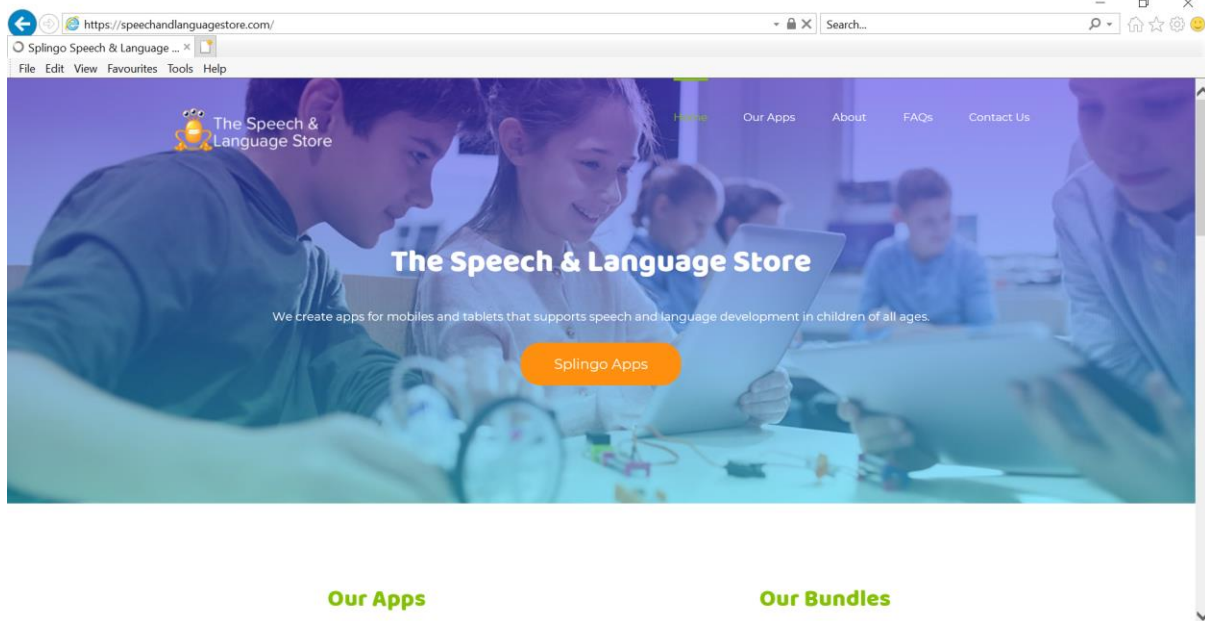 https://speechandlanguagestore.com/
Search...
Splingo Speech & Language ...
File Edit View Favourites Tools Help
The Speech &
Language Store
Home Our Apps About FAQs Contact Us
The Speech & Language Store
We create apps for mobiles and tablets that supports speech and language development in children of all ages.
Splingo Apps
Our Apps Our Bundles